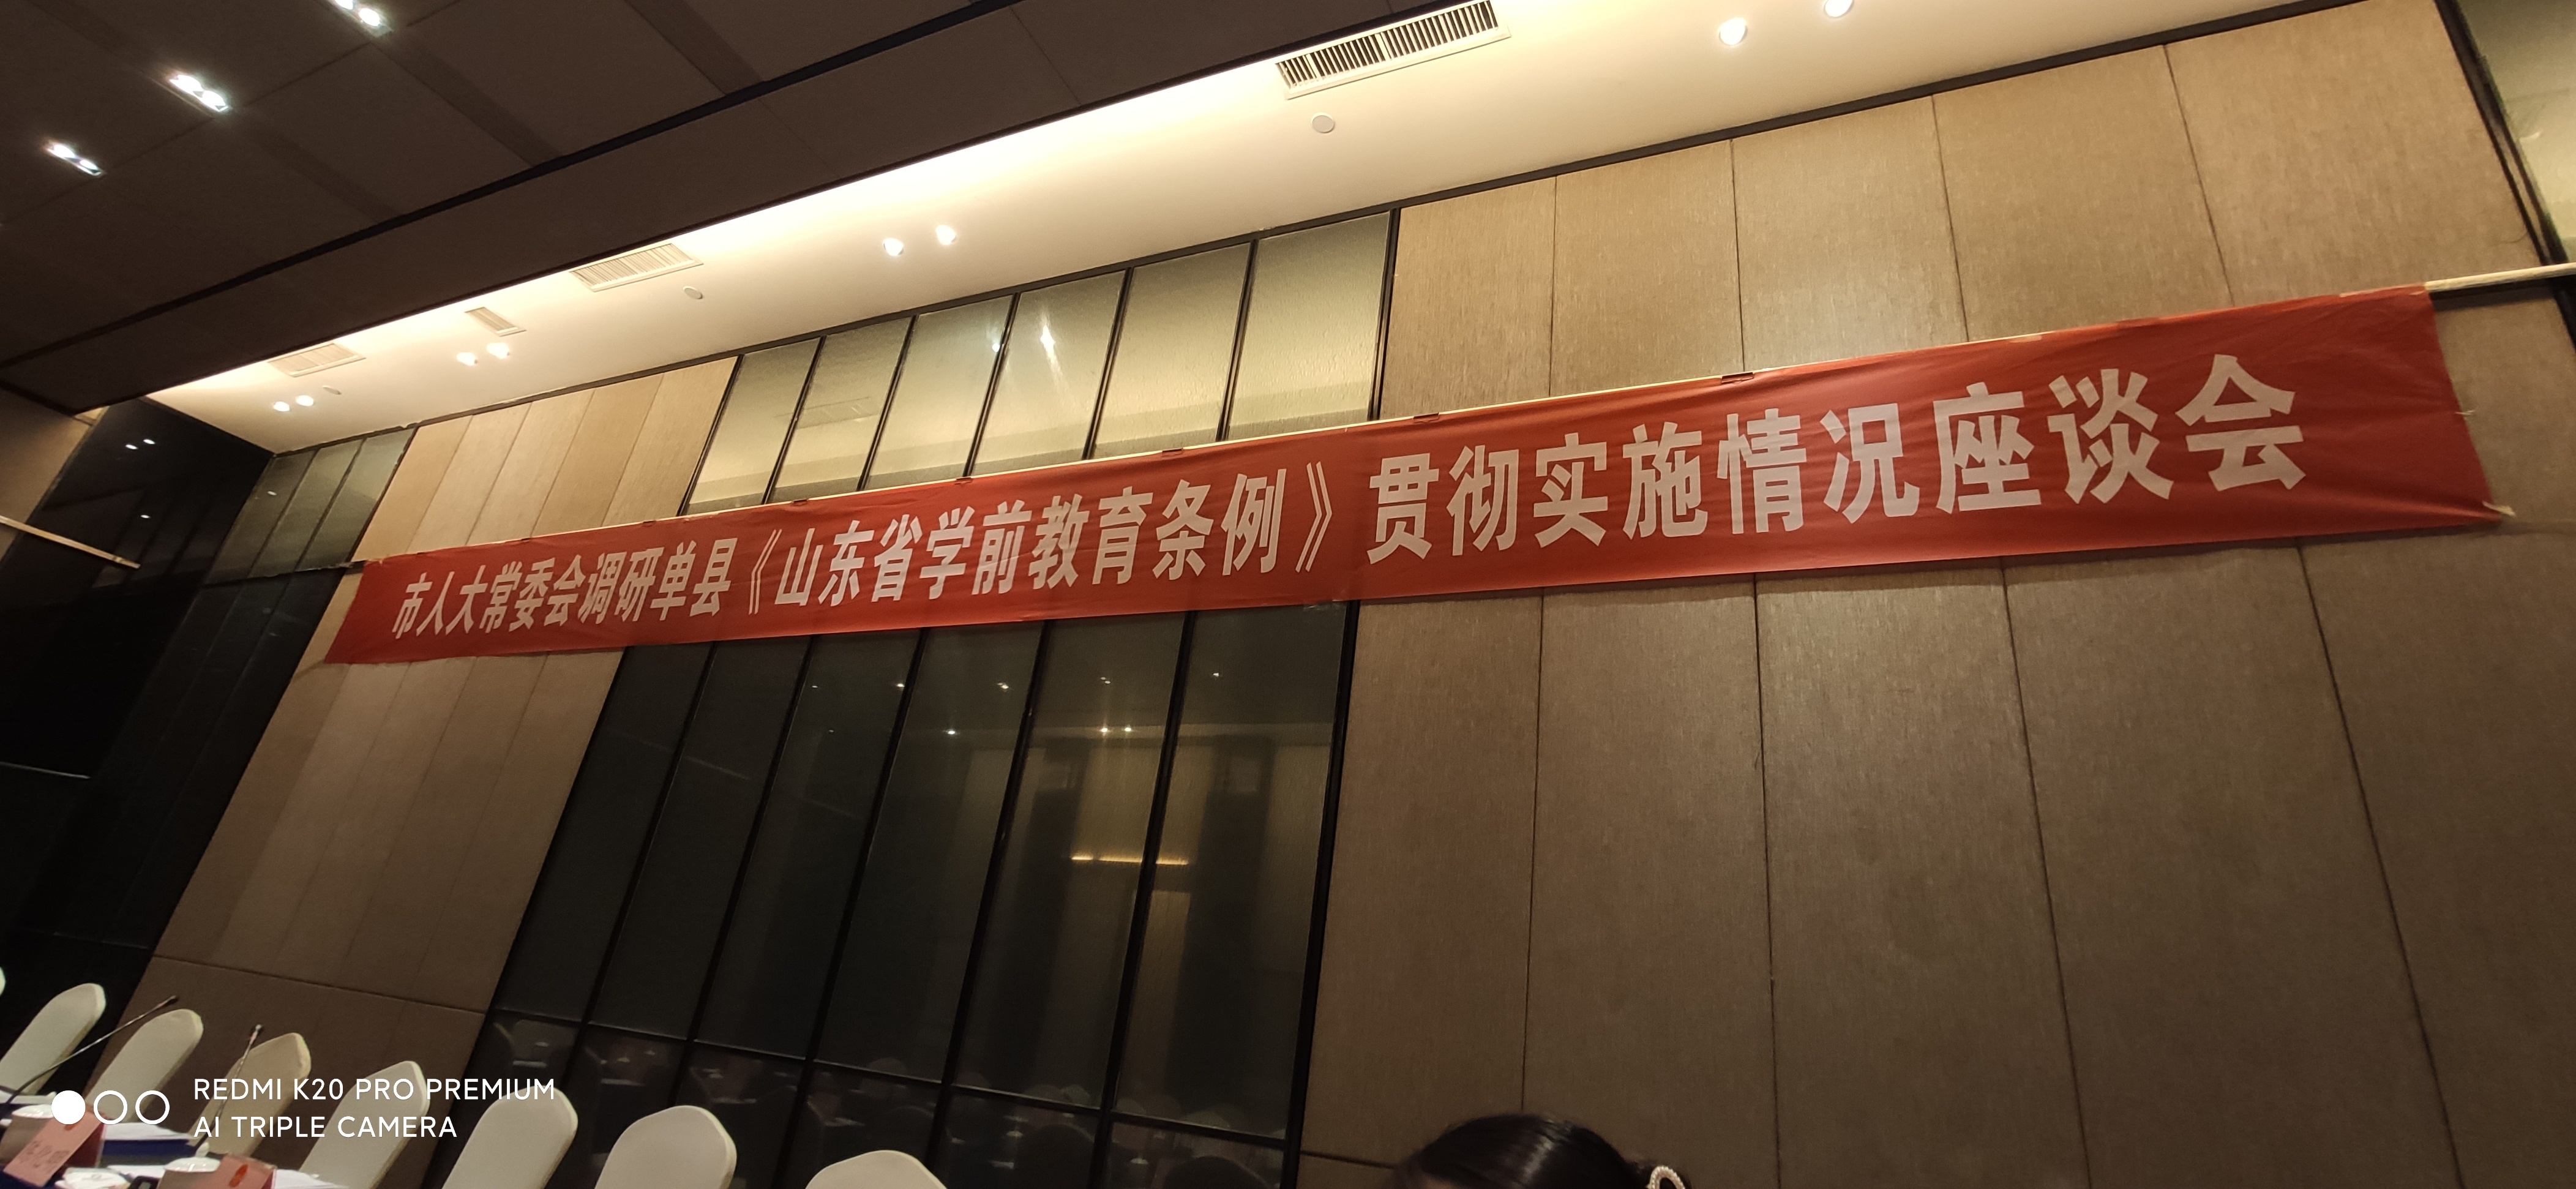 市人大常委会调研单县《山东省学前教育条例》贯彻实施情况座谈会
REDMI K20 PRO PREMIUM
AI TRIPLE CAMERA